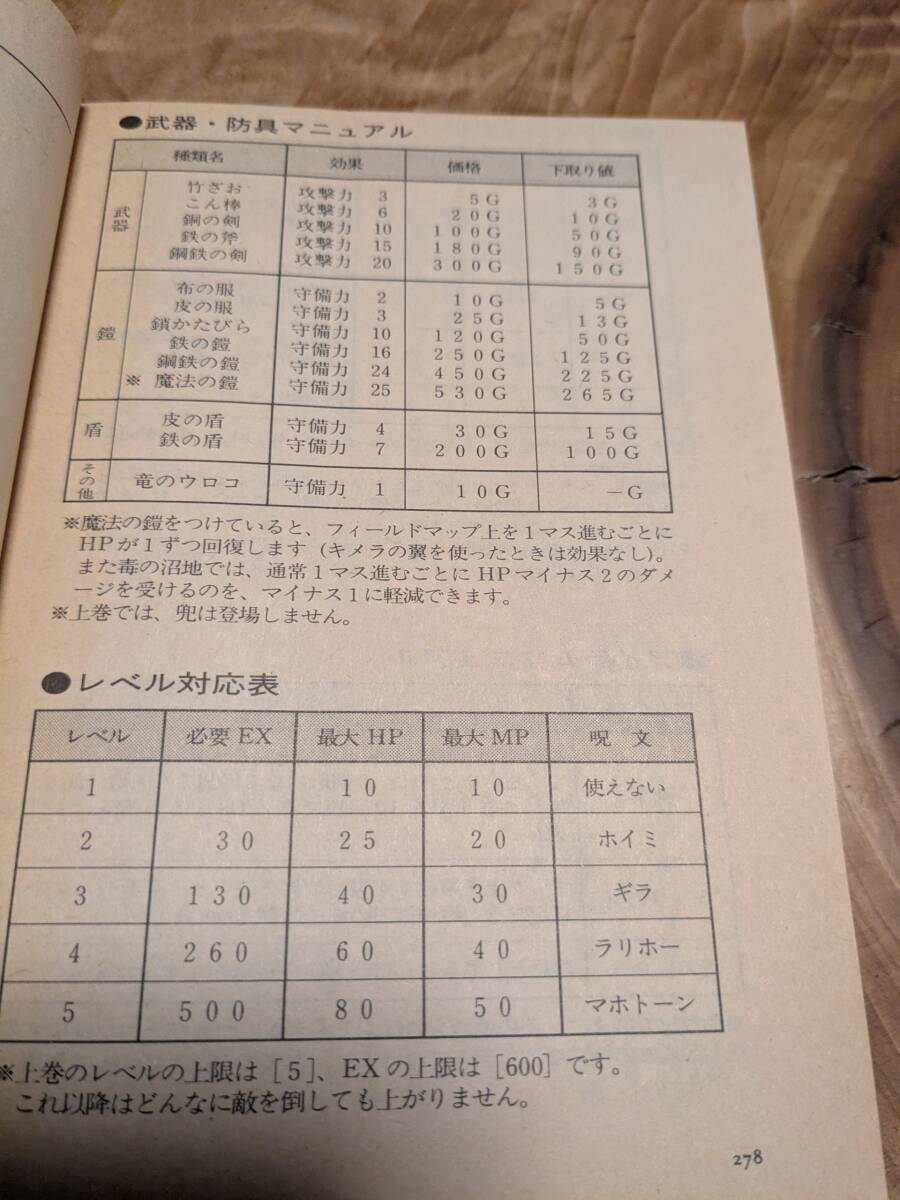 ●武器・防具マニュアル
種類名 効果 価格 下取り値
武器
竹ざお 攻撃力 3 5G 3G
こん棒 攻撃力 6 20G 10G
銅の剣 攻撃力 10 100G 50G
鉄の斧 攻撃力 15 180G 90G
鋼鉄の剣 攻撃力 20 300G 150G
鎧
布の服 守備力 2 10G 5G
皮の服 守備力 3 25G 13G
鎖かたびら 守備力 10 120G 50G
鉄の鎧 守備力 16 250G 125G
鋼鉄の鎧 守備力 24 450G 225G
※ 魔法の鎧 守備力 25 530G 265G
盾
皮の盾 守備力 4 30G 15G
鉄の盾 守備力 7 200G 100G
その他
竜のウロコ 守備力 1 10G －G
※魔法の鎧をつけていると、フィールドマップ上を1マス進むごとに
HPが1ずつ回復します（キメラの翼を使ったときは効果なし）。
また毒の沼地では、通常1マス進むごとにHPマイナス2のダメ
ージを受けるのを、マイナス1に軽減できます。
※上巻では、兜は登場しません。
●レベル対応表
レベル 必要EX 最大HP 最大MP 呪文
1 10 10 使えない
2 30 25 20 ホイミ
3 130 40 30 ギラ
4 260 60 40 ラリホー
5 500 80 50 マホトーン
※上巻のレベルの上限は［5］、EXの上限は［600］です。
これ以降はどんなに敵を倒しても上がりません。
278